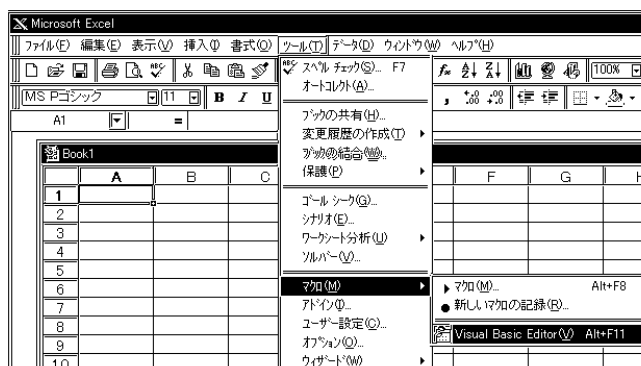 Microsoft Excel
ファイル(F) 編集(E) 表示(V) 挿入(I) 書式(O) ツール(T) データ(D) ウィンドウ(W) ヘルプ(H)
100%
MS Pゴシック 11 B I U
A1 =
Book1
A B C F G H
1
2
3
4
5
6
7
8
9
10
スペル チェック(S)... F7
オートコレクト(A)...
ブックの共有(H)...
変更履歴の作成(T)
ブックの結合(W)...
保護(P)
ゴール シーク(G)...
シナリオ(E)...
ワークシート分析(U)
ソルバー(V)...
マクロ(M)
アドイン(I)...
ユーザー設定(C)...
オプション(O)...
ウィザード(W)
マクロ(M)... Alt+F8
新しいマクロの記録(R)...
Visual Basic Editor(V) Alt+F11